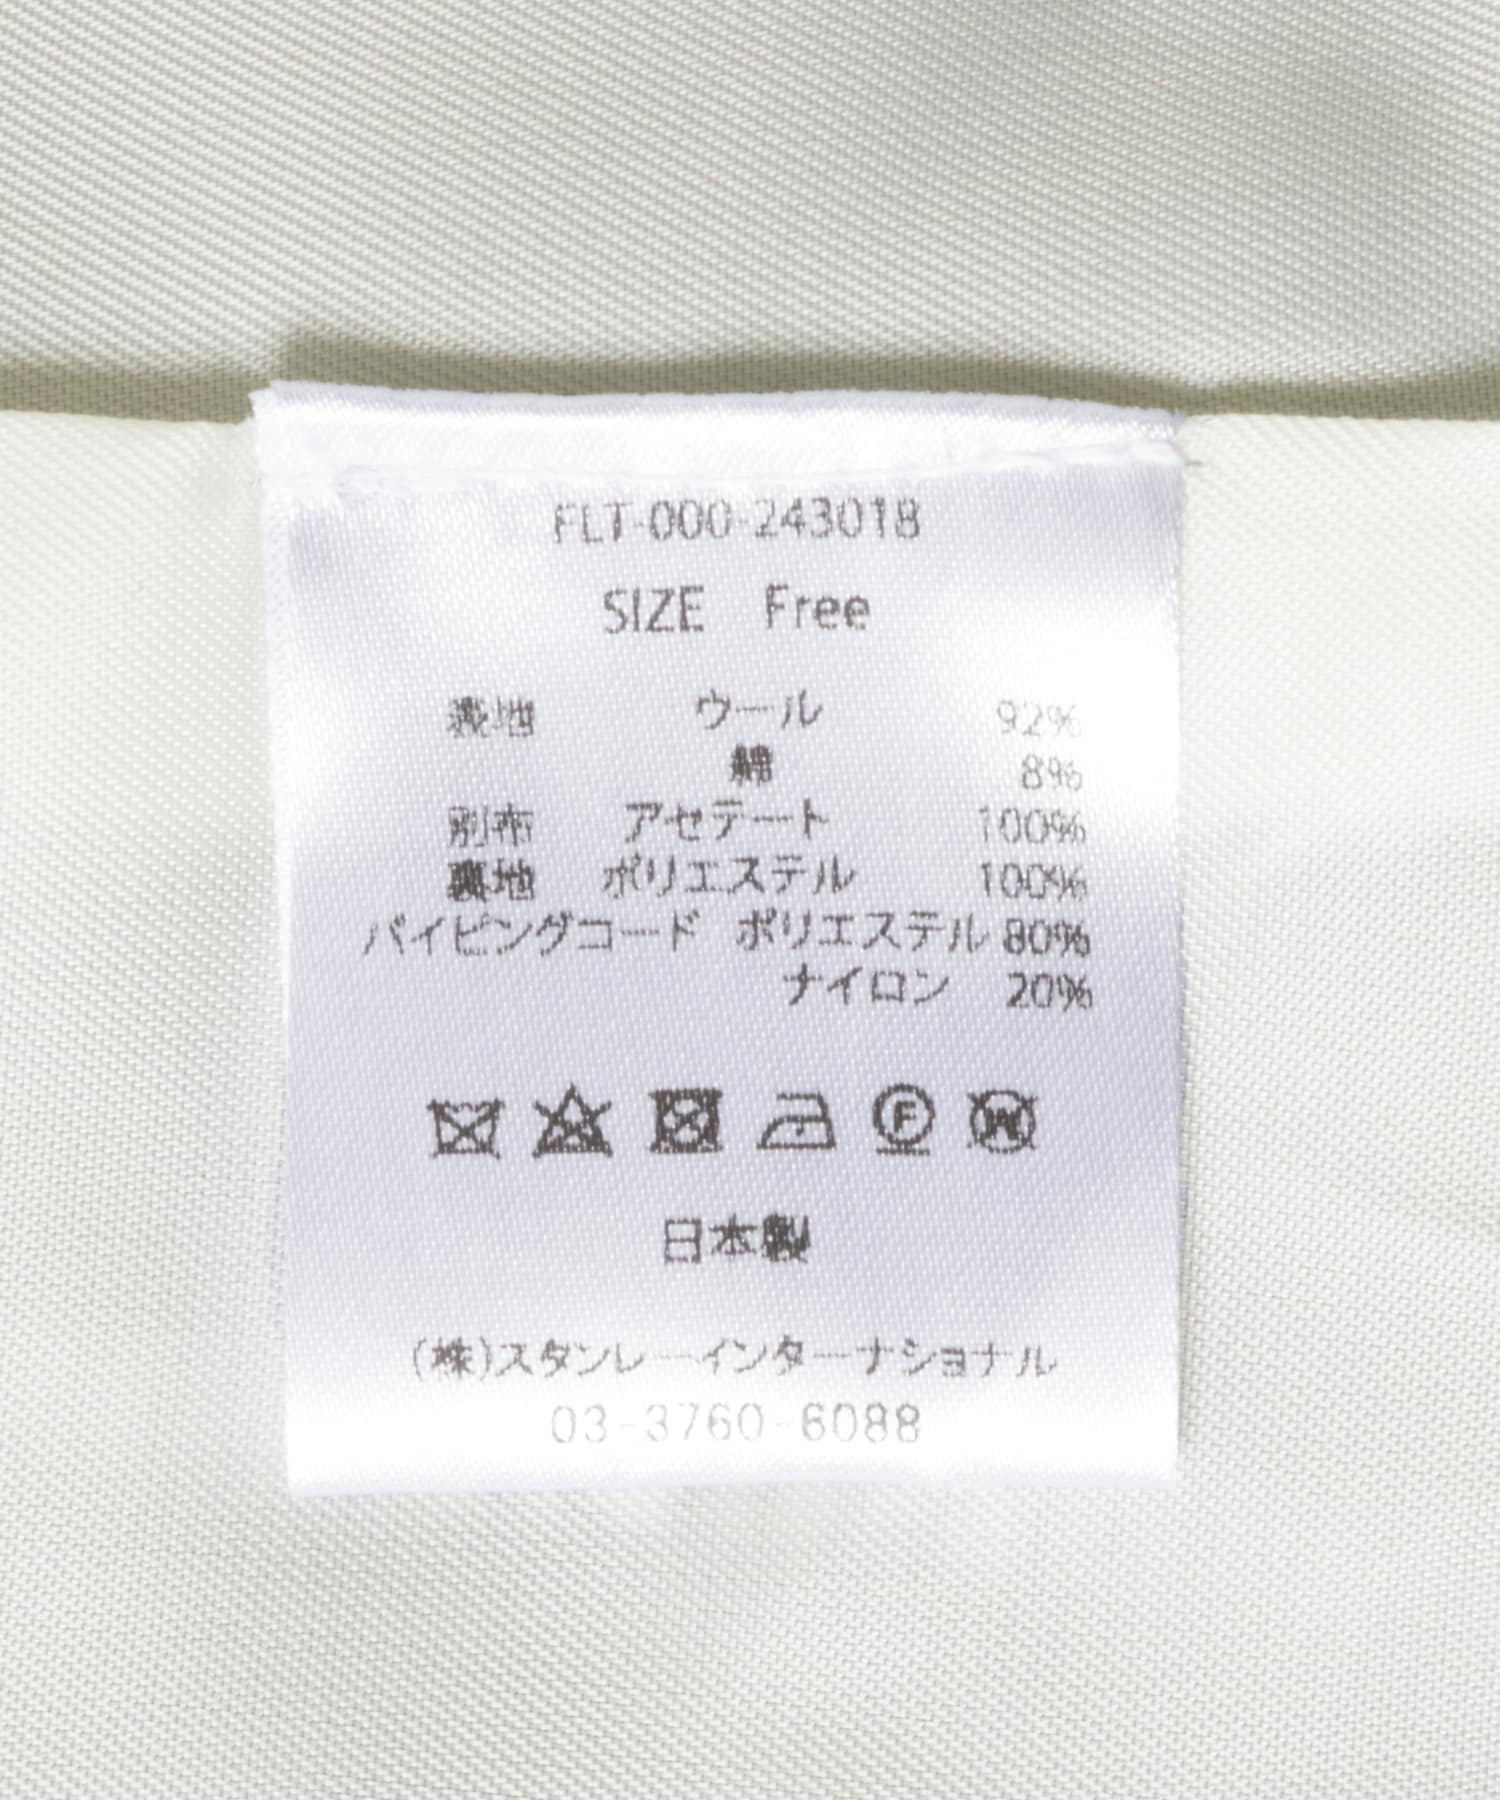 FLT-000-243018
SIZE Free
表地 ウール 92%
綿 8%
別布 アセテート 100%
裏地 ポリエステル 100%
パイピングコード ポリエステル 80%
ナイロン 20%
F W
日本製
(株)スタンレーインターナショナル
03-3760-6088